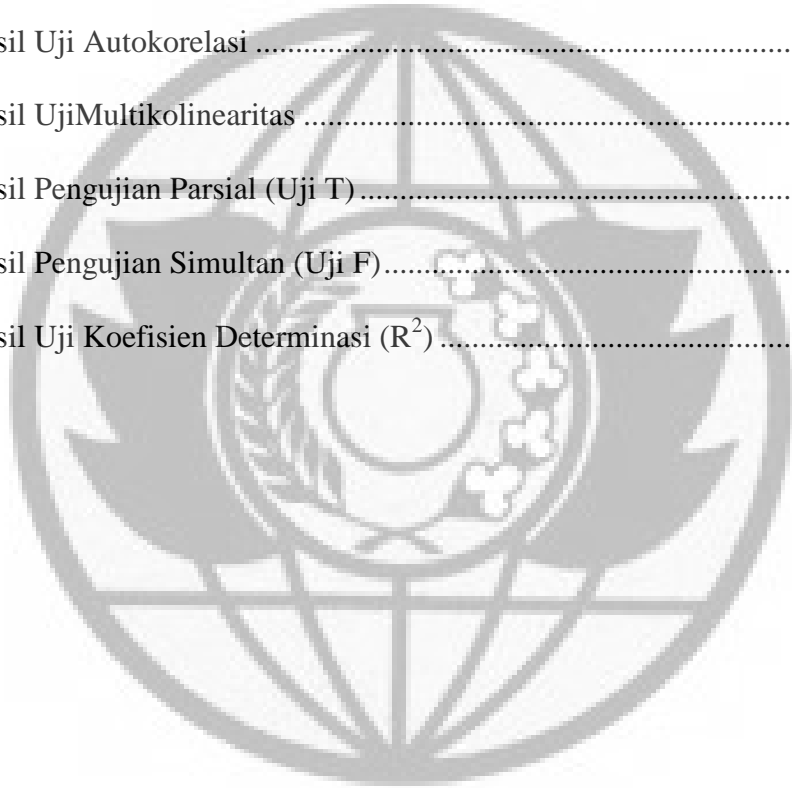 sil Uji Autokorelasi ........................................................................
sil UjiMultikolinearitas ..................................................................
sil Pengujian Parsial (Uji T) ..........................................................
sil Pengujian Simultan (Uji F) .......................................................
sil Uji Koefisien Determinasi (R²) ...............................................